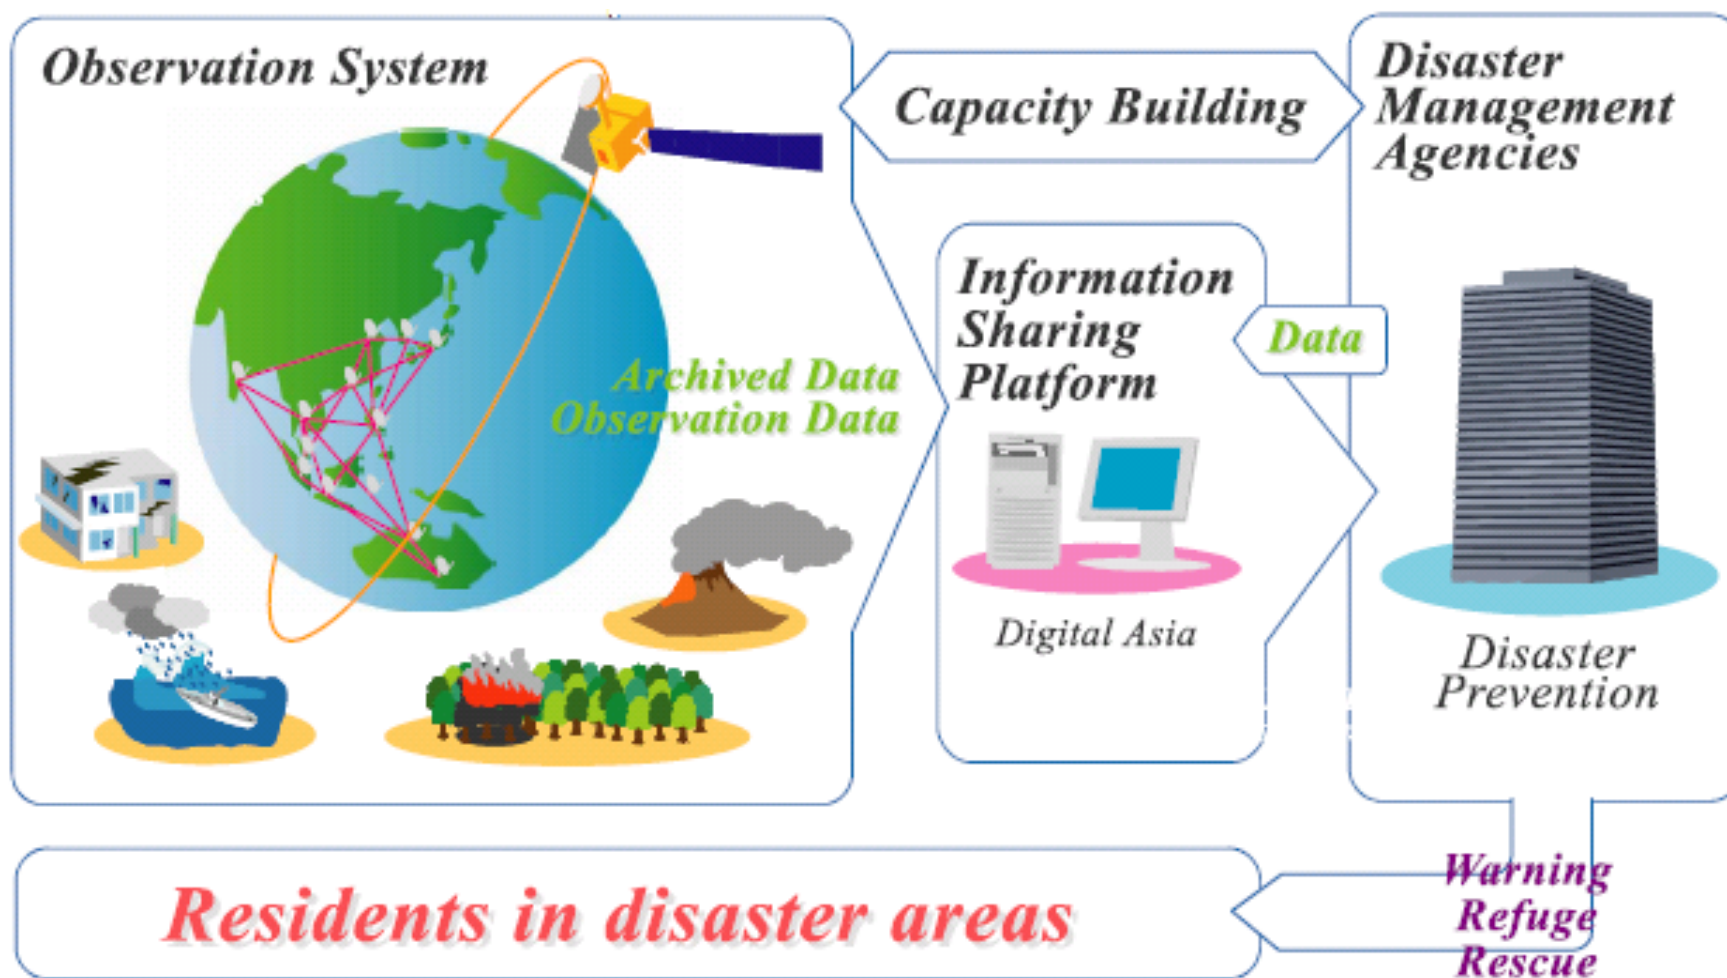 Observation System
Archived Data
Observation Data
Capacity Building
Information
Sharing
Platform
Digital Asia
Data
Disaster
Management
Agencies
Disaster
Prevention
Warning
Refuge
Rescue
Residents in disaster areas